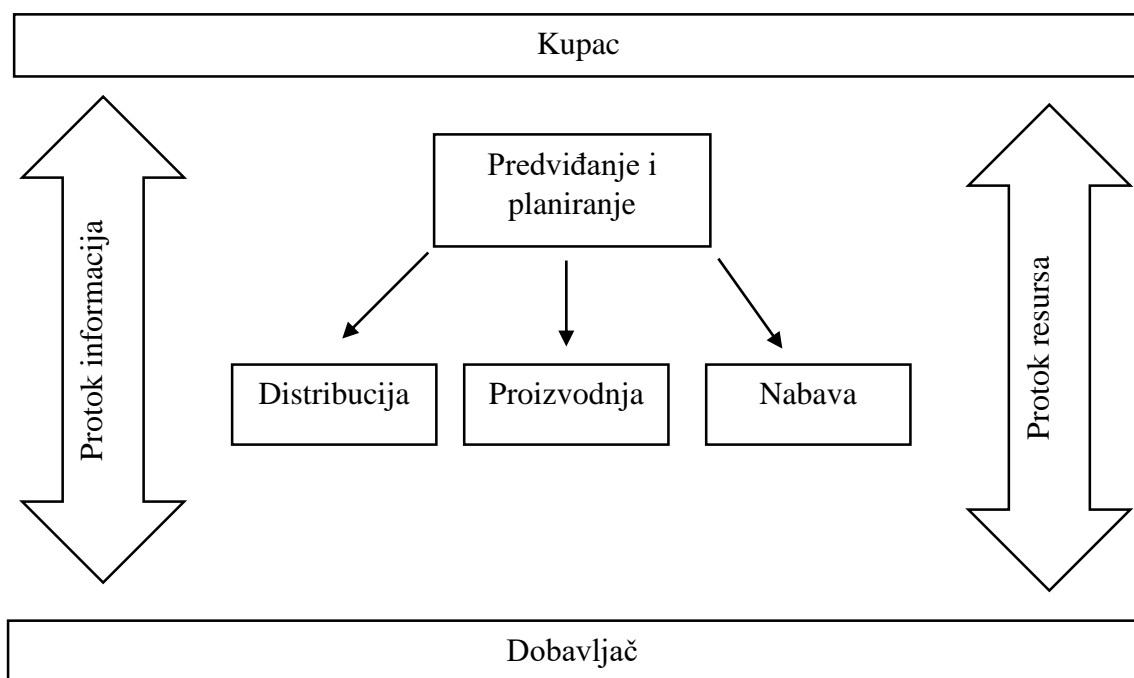 Kupac
Predviđanje i
planiranje
Protok informacija
Protok resursa
Distribucija
Proizvodnja
Nabava
Dobavljač